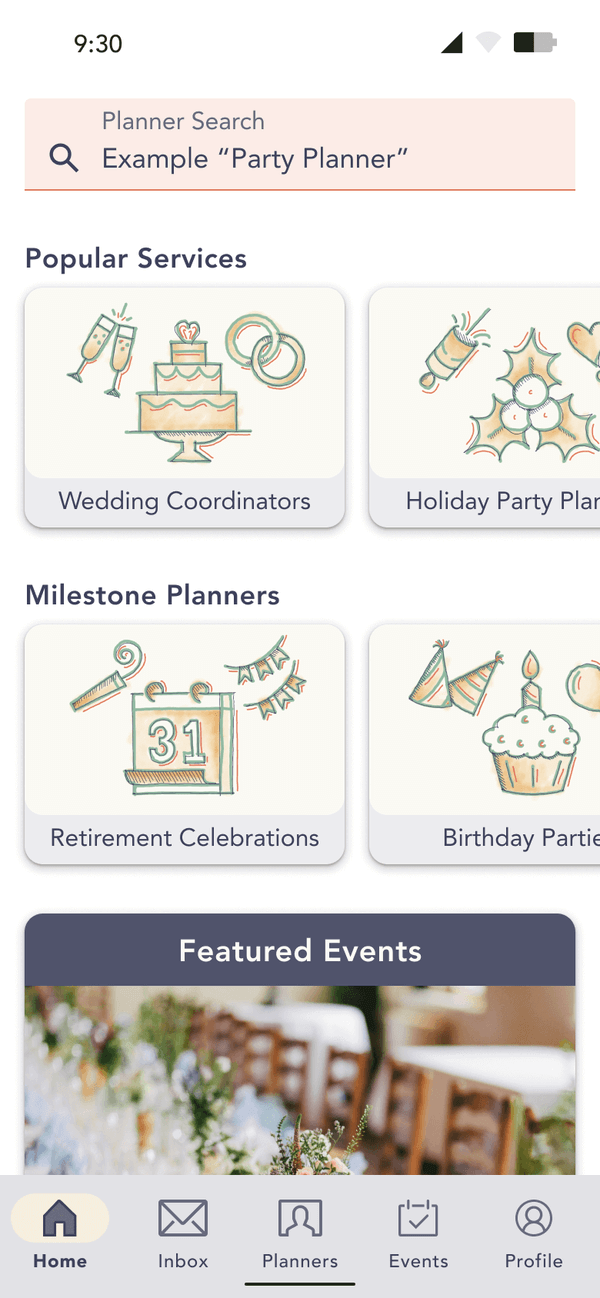 9:30
Planner Search
Example “Party Planner”
Popular Services
Wedding Coordinators
Holiday Party Plan
Milestone Planners
31
Retirement Celebrations
Birthday Partie
Featured Events
Home
Inbox
Planners
Events
Profile